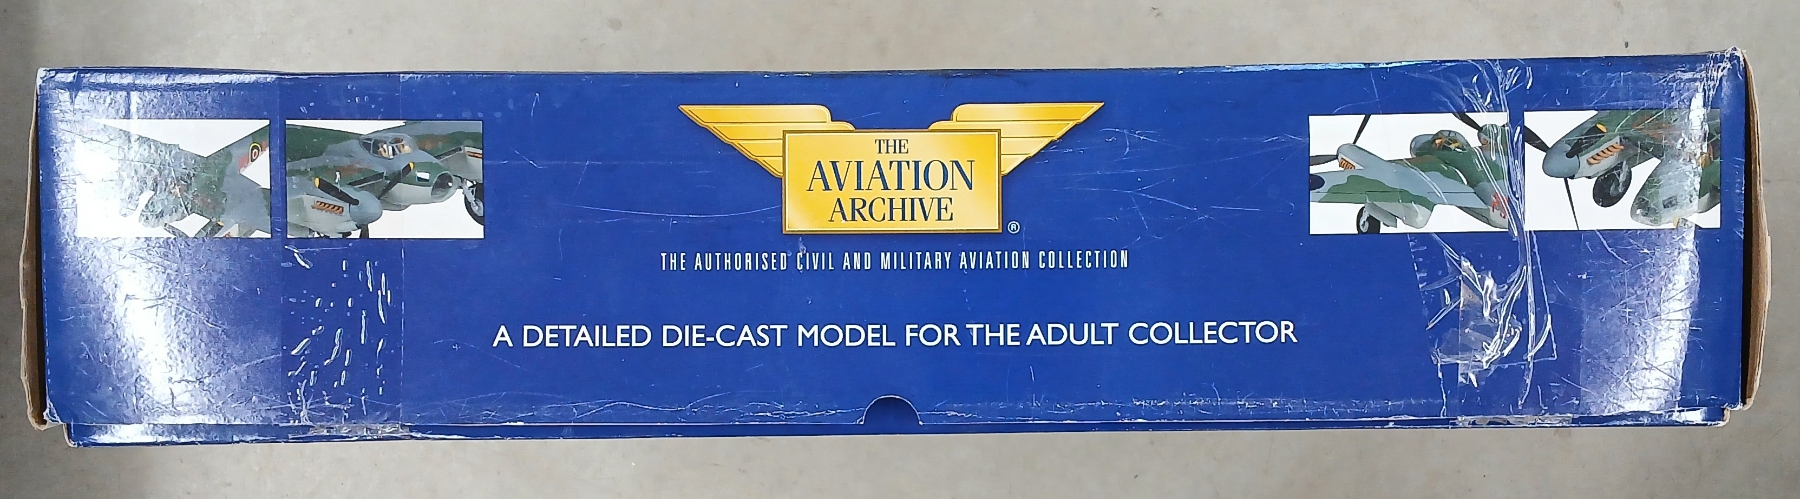 THE
AVIATION
ARCHIVE
®
THE AUTHORISED CIVIL AND MILITARY AVIATION COLLECTION
A DETAILED DIE-CAST MODEL FOR THE ADULT COLLECTOR